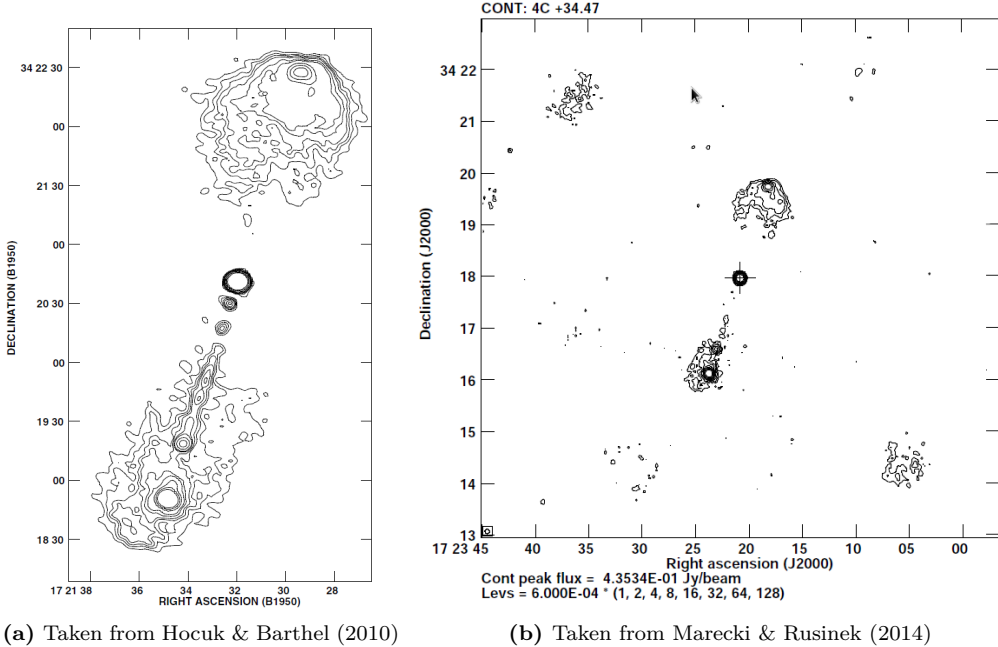 34 22 30
00
21 30
00
20 30
00
19 30
00
18 30
17 21 38
36
34
32
30
28
DECLINATION (B1950)
RIGHT ASCENSION (B1950)
(a) Taken from Hocuk & Barthel (2010)
CONT: 4C +34.47
34 22
21
20
19
18
17
16
15
14
13
17 23 45
40
35
30
25
20
15
10
05
00
Declination (J2000)
Right ascension (J2000)
Cont peak flux = 4.3534E-01 Jy/beam
Levs = 6.000E-04 * (1, 2, 4, 8, 16, 32, 64, 128)
(b) Taken from Marecki & Rusinek (2014)